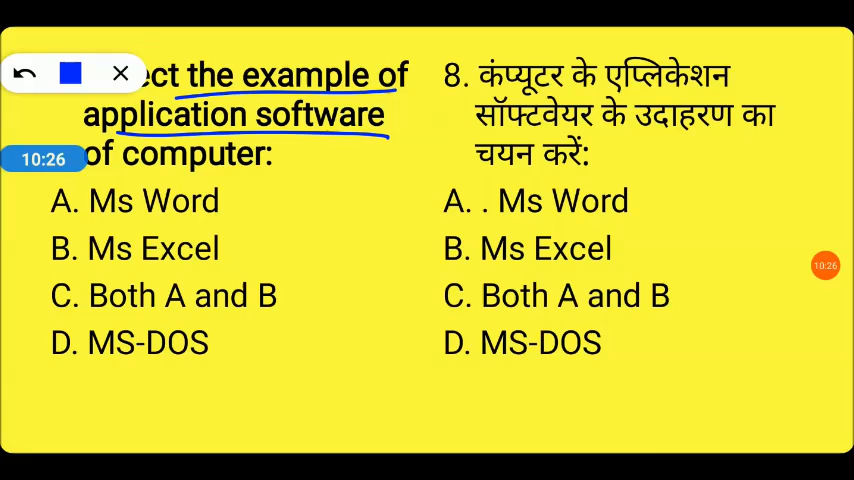 ect the example of
application software
of computer:
A. Ms Word
B. Ms Excel
C. Both A and B
D. MS-DOS
8. कंप्यूटर के एप्लिकेशन
सॉफ्टवेयर के उदाहरण का
चयन करें:
A. . Ms Word
B. Ms Excel
C. Both A and B
D. MS-DOS
10:26
10:26